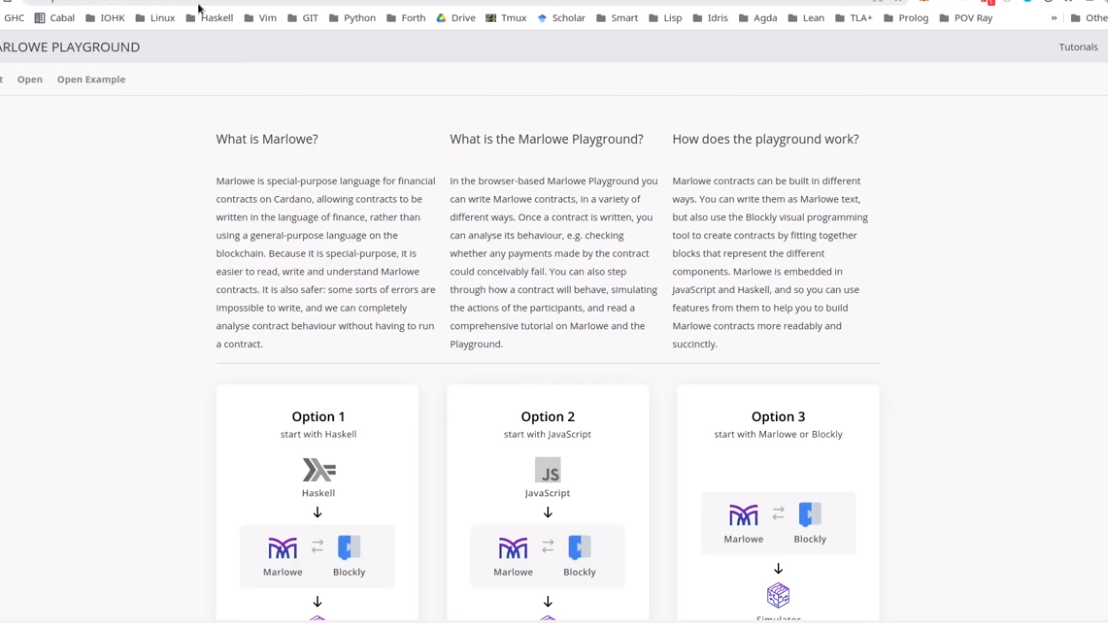 GHC Cabal IOHK Linux Haskell Vim GIT Python Forth Drive Tmux Scholar Smart Lisp Idris Agda Lean TLA+ Prolog POV Ray » Othe
ARLOWE PLAYGROUND Tutorials
t Open Open Example
What is Marlowe?
Marlowe is special-purpose language for financial
contracts on Cardano, allowing contracts to be
written in the language of finance, rather than
using a general-purpose language on the
blockchain. Because it is special-purpose, it is
easier to read, write and understand Marlowe
contracts. It is also safer: some sorts of errors are
impossible to write, and we can completely
analyse contract behaviour without having to run
a contract.
What is the Marlowe Playground?
In the browser-based Marlowe Playground you
can write Marlowe contracts, in a variety of
different ways. Once a contract is written, you
can analyse its behaviour, e.g. checking
whether any payments made by the contract
could conceivably fail. You can also step
through how a contract will behave, simulating
the actions of the participants, and read a
comprehensive tutorial on Marlowe and the
Playground.
How does the playground work?
Marlowe contracts can be built in different
ways. You can write them as Marlowe text,
but also use the Blockly visual programming
tool to create contracts by fitting together
blocks that represent the different
components. Marlowe is embedded in
JavaScript and Haskell, and so you can use
features from them to help you to build
Marlowe contracts more readably and
succinctly.
Option 1
start with Haskell
Haskell
Marlowe Blockly
Option 2
start with JavaScript
JS
JavaScript
Marlowe Blockly
Option 3
start with Marlowe or Blockly
Marlowe Blockly
Simulator